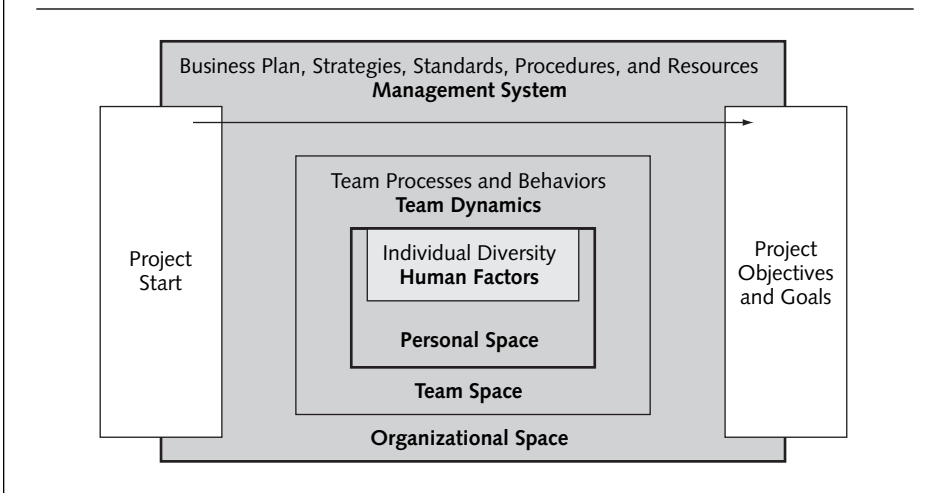 Business Plan, Strategies, Standards, Procedures, and Resources
Management System
Team Processes and Behaviors
Team Dynamics
Individual Diversity
Human Factors
Project
Start
Project
Objectives
and Goals
Personal Space
Team Space
Organizational Space